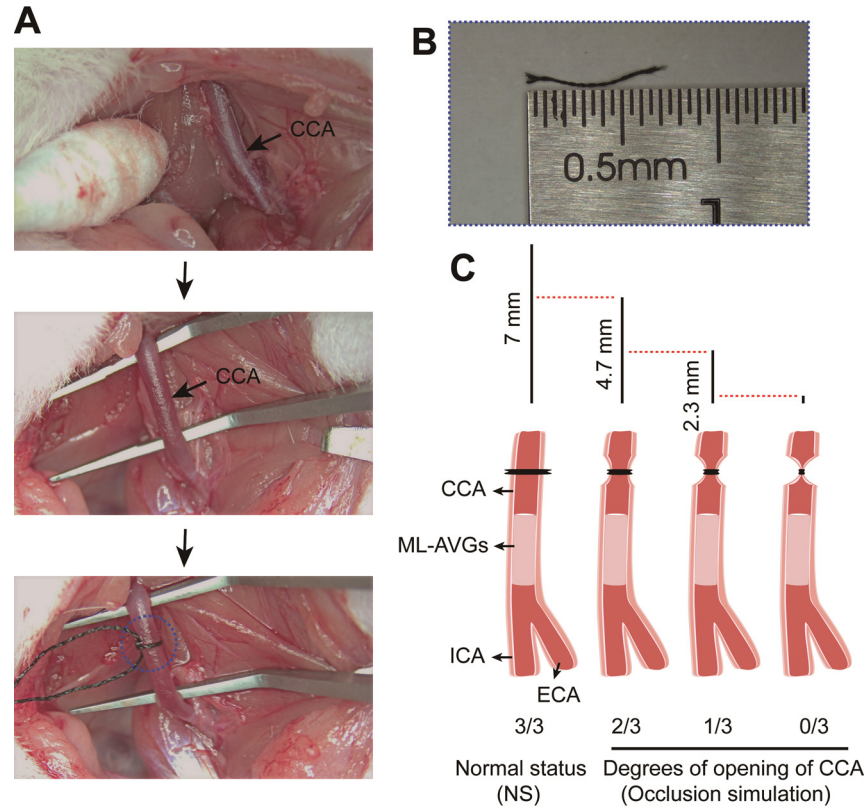 A
CCA
CCA
B
0.5mm
1
C
7 mm
4.7 mm
2.3 mm
CCA
ML-AVGs
ICA
ECA
3/3
2/3
1/3
0/3
Normal status
(NS)
Degrees of opening of CCA
(Occlusion simulation)